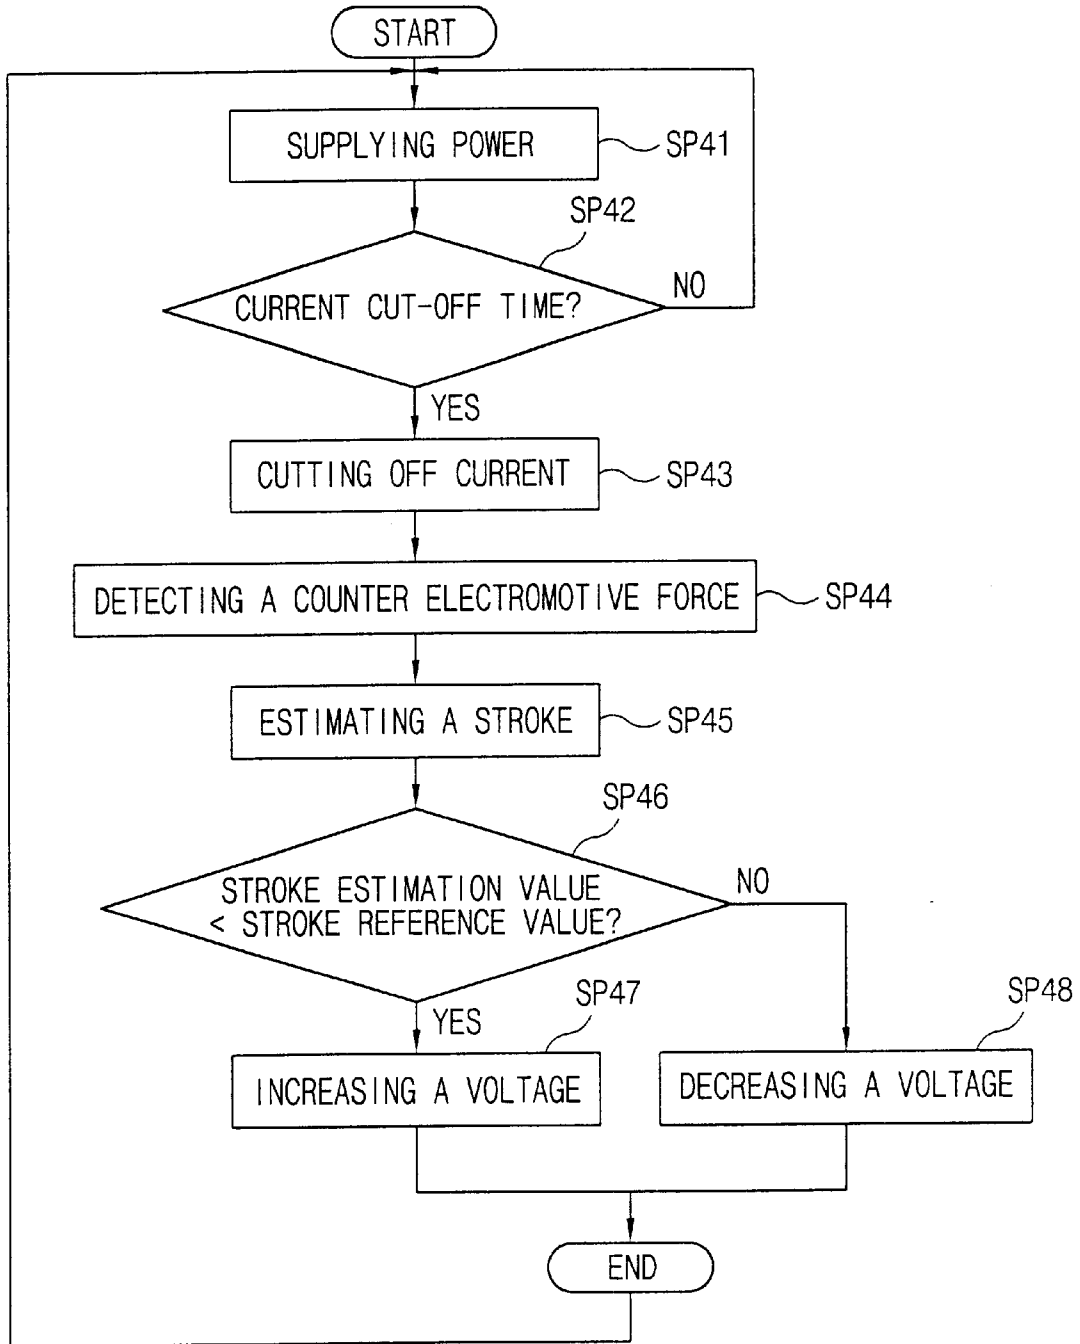 START
SUPPLYING POWER
SP41
SP42
CURRENT CUT-OFF TIME?
NO
YES
CUTTING OFF CURRENT
SP43
DETECTING A COUNTER ELECTROMOTIVE FORCE
SP44
ESTIMATING A STROKE
SP45
SP46
STROKE ESTIMATION VALUE
< STROKE REFERENCE VALUE?
NO
YES
SP47
SP48
INCREASING A VOLTAGE
DECREASING A VOLTAGE
END